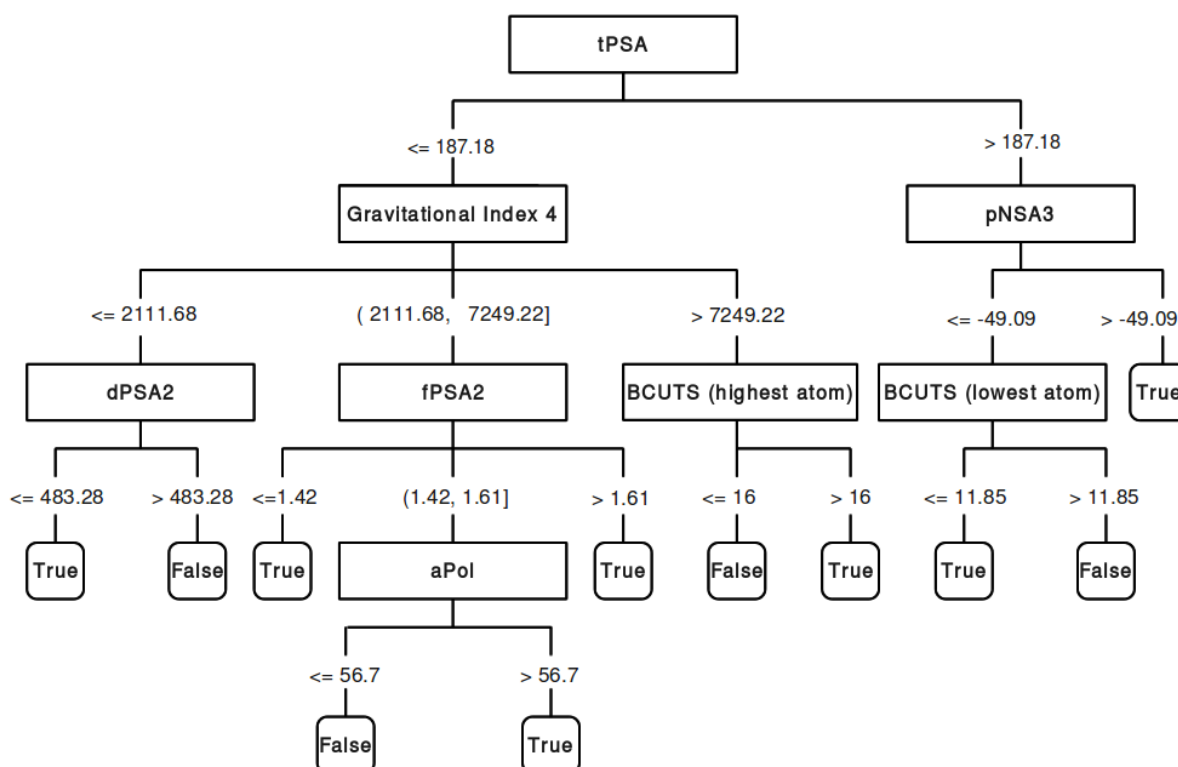 tPSA
<= 187.18
> 187.18
Gravitational Index 4
pNSA3
<= 2111.68
( 2111.68, 7249.22]
> 7249.22
<= -49.09
> -49.09
dPSA2
fPSA2
BCUTS (highest atom)
BCUTS (lowest atom)
True
<= 483.28
> 483.28
<=1.42
(1.42, 1.61]
> 1.61
<= 16
> 16
<= 11.85
> 11.85
True
False
True
aPol
True
False
True
True
False
<= 56.7
> 56.7
False
True